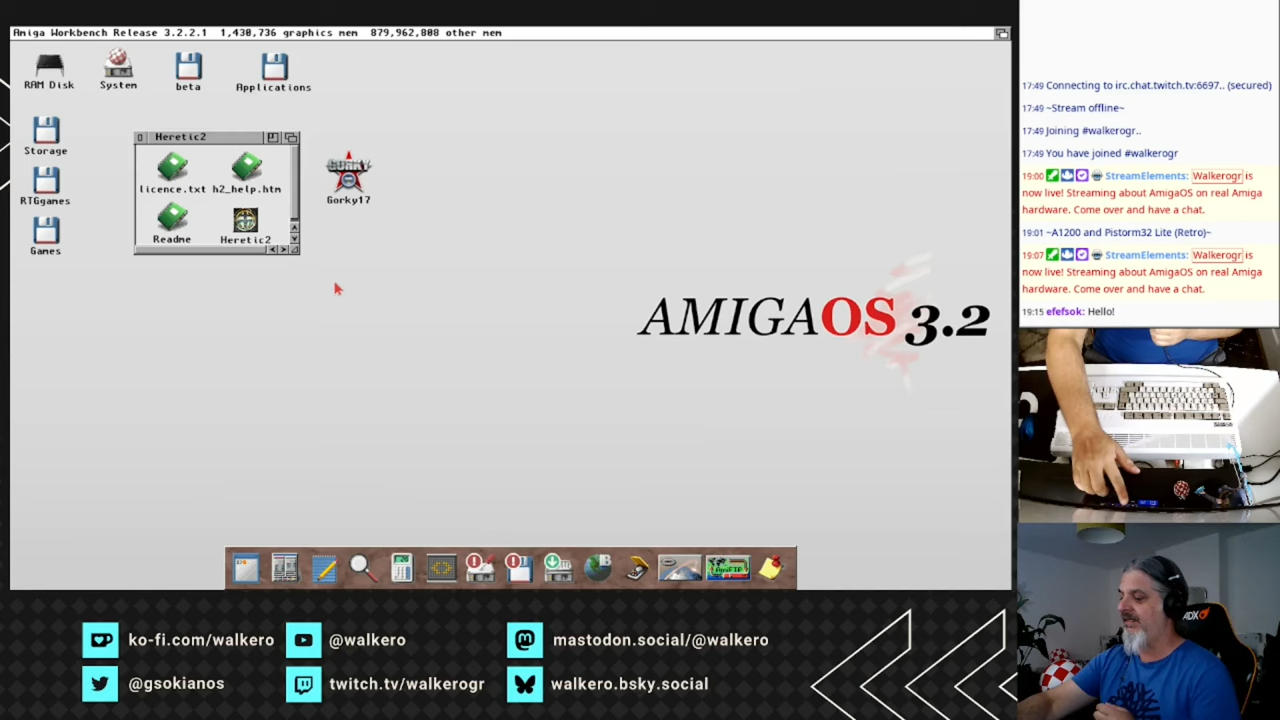 Amiga Workbench Release 3.2.2.1 1,430,736 graphics mem 879,962,808 other mem
RAM Disk
System
beta
Applications
Storage
RTGgames
Games
Heretic2
licence.txt
h2_help.htm
Readme
Heretic2
GORKY
Gorky17
AMIGAOS 3.2
AmiFTP
17:49 Connecting to irc.chat.twitch.tv:6697.. (secured)
17:49 ~Stream offline~
17:49 Joining #walkerogr..
17:49 You have joined #walkerogr
19:00 StreamElements: Walkerogr is
now live! Streaming about AmigaOS on real Amiga
hardware. Come over and have a chat.
19:01 ~A1200 and Pistorm32 Lite (Retro)~
19:07 StreamElements: Walkerogr is
now live! Streaming about AmigaOS on real Amiga
hardware. Come over and have a chat.
19:15 efefsok: Hello!
ADX
ko-fi.com/walkero
@walkero
mastodon.social/@walkero
@gsokianos
twitch.tv/walkerogr
walkero.bsky.social